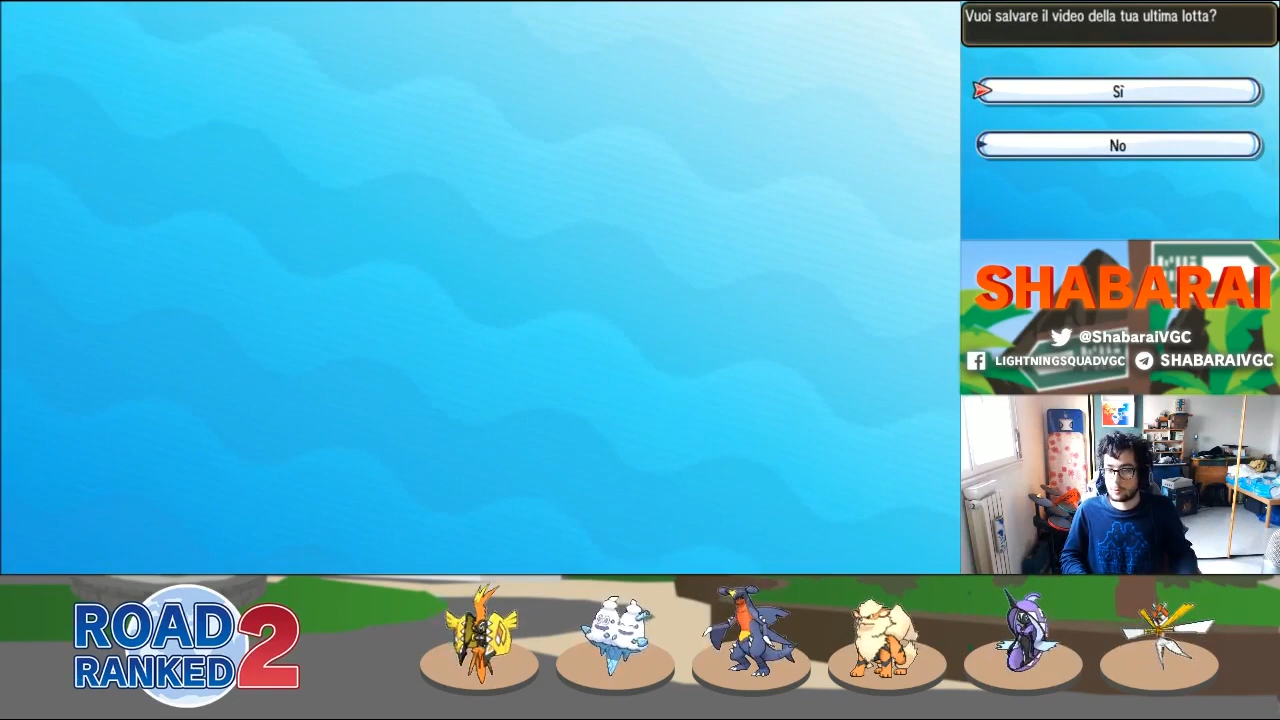 Vuoi salvare il video della tua ultima lotta?
Sì
No
SHABARAI
@ShabaraiVGC
LIGHTNINGSQUADVGC SHABARAIVGC
ROAD
RANKED 2